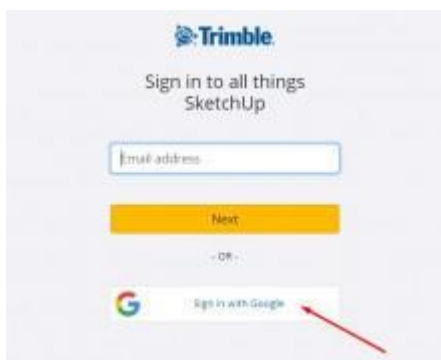 Trimble
Sign in to all things
SketchUp
Email address
Next
- OR -
Sign in with Google